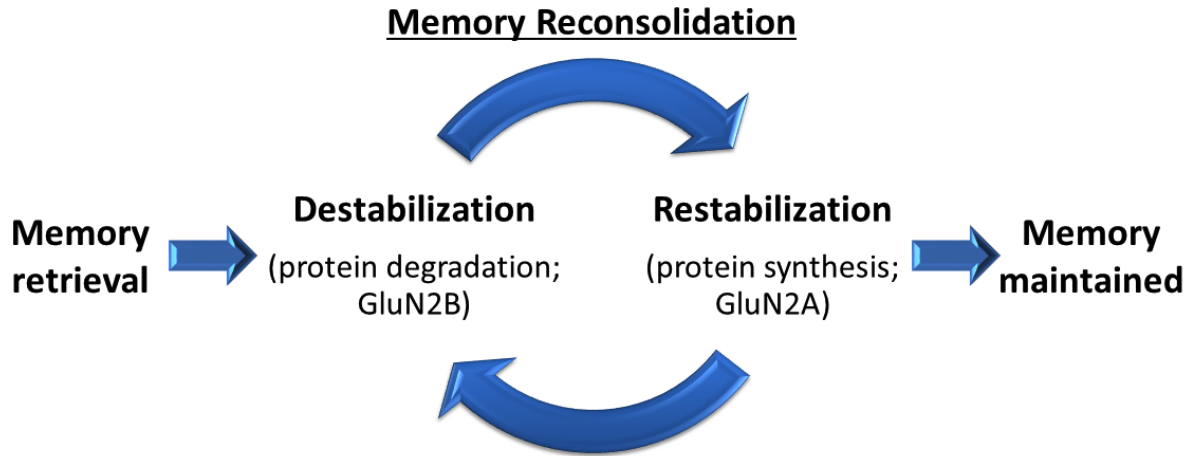 Memory Reconsolidation
Memory
retrieval
Destabilization
(protein degradation;
GluN2B)
Restabilization
(protein synthesis;
GluN2A)
Memory
maintained